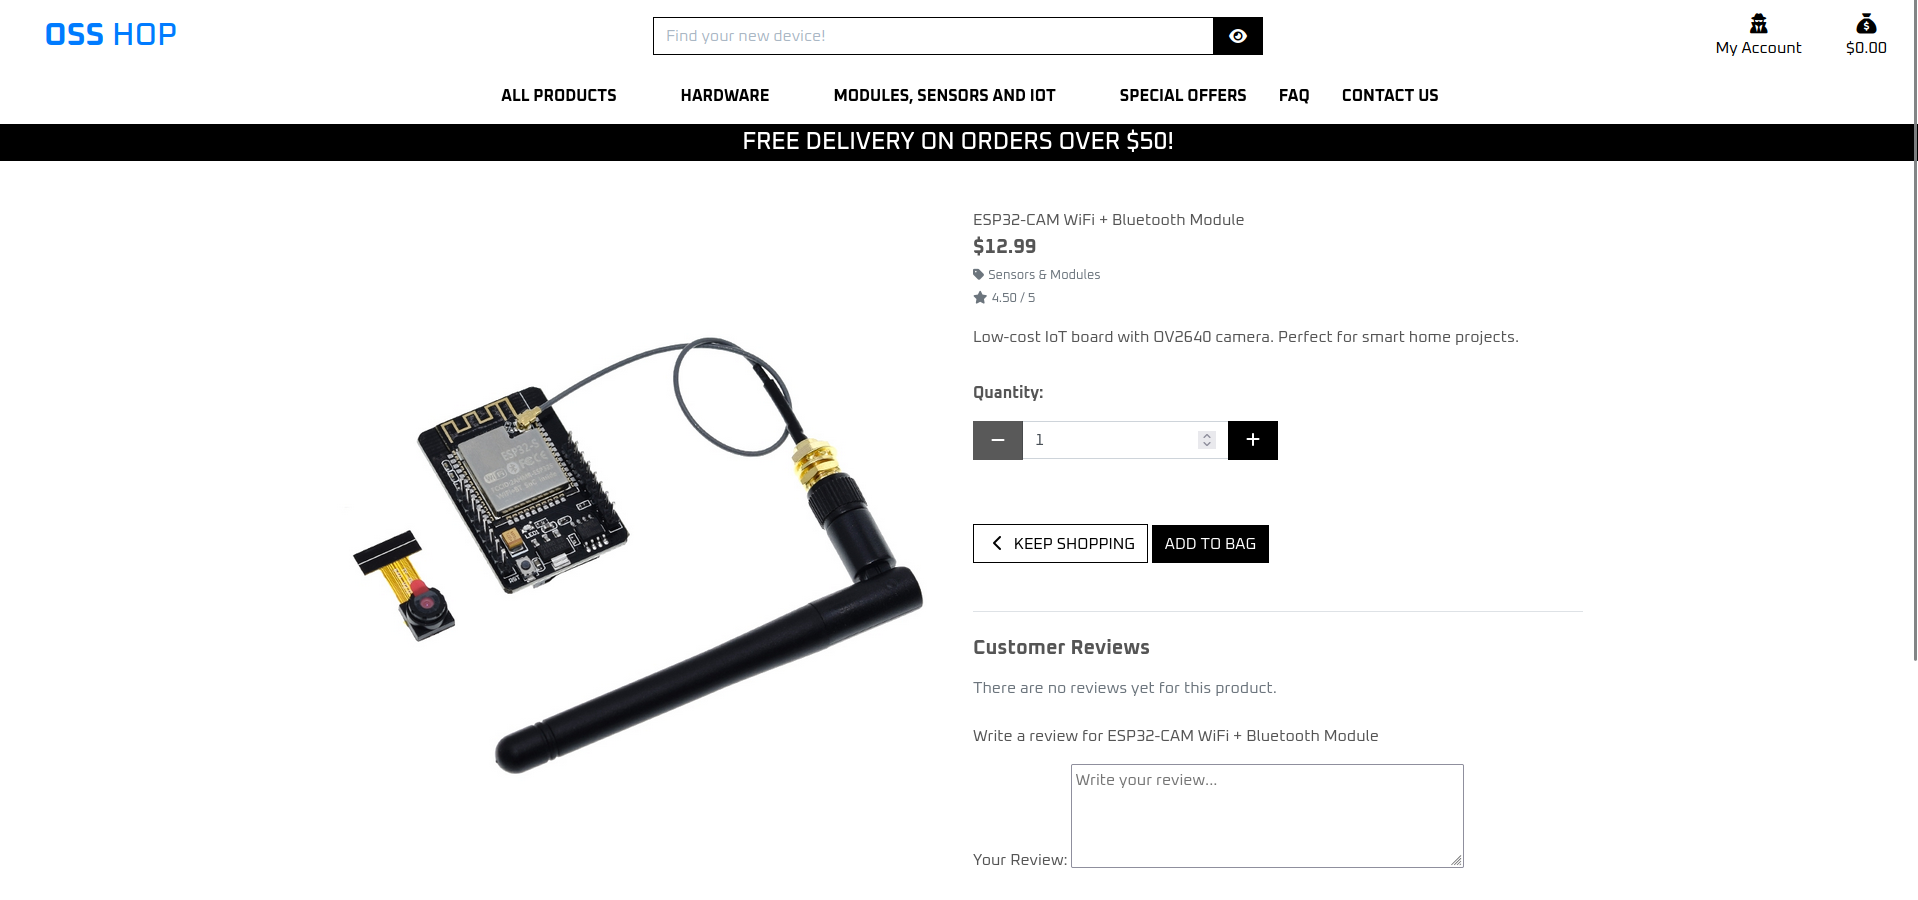 OSS HOP
Find your new device!
My Account
$0.00
ALL PRODUCTS
HARDWARE
MODULES, SENSORS AND IOT
SPECIAL OFFERS
FAQ
CONTACT US
FREE DELIVERY ON ORDERS OVER $50!
ESP32-CAM WiFi + Bluetooth Module
$12.99
Sensors & Modules
4.50 / 5
Low-cost IoT board with OV2640 camera. Perfect for smart home projects.
Quantity:
1
KEEP SHOPPING
ADD TO BAG
ESP32-S
RST
Customer Reviews
There are no reviews yet for this product.
Write a review for ESP32-CAM WiFi + Bluetooth Module
Write your review...
Your Review: